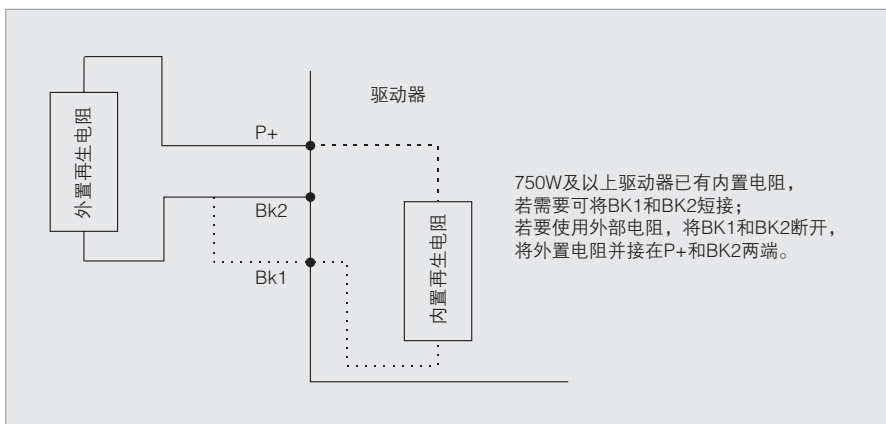 驱动器
外置再生电阻
P+
Bk2
Bk1
内置再生电阻
750W及以上驱动器已有内置电阻，
若需要可将BK1和BK2短接；
若要使用外部电阻，将BK1和BK2断开，
将外置电阻并接在P+和BK2两端。